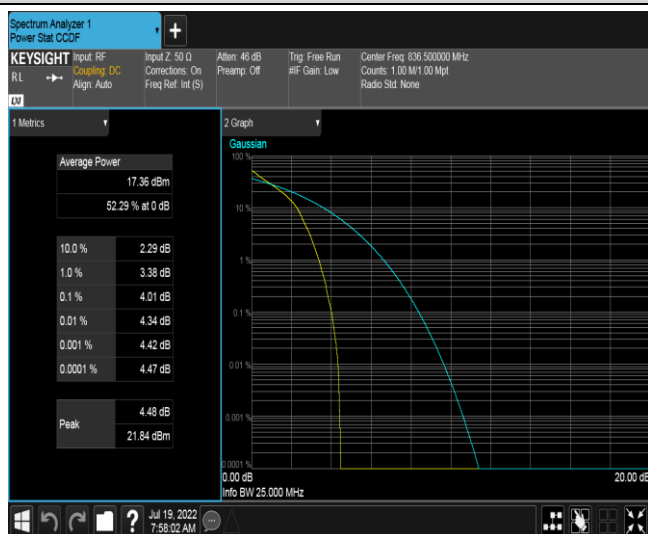 Spectrum Analyzer 1
Power Stat CCDF
+
KEYSIGHT
RL
LXI
Input: RF
Coupling: DC
Align: Auto
Input Z: 50 Ω
Corrections: On
Freq Ref: Int (S)
Atten: 46 dB
Preamp: Off
Trig: Free Run
#IF Gain: Low
Center Freq: 836.500000 MHz
Counts: 1.00 M/1.00 Mpt
Radio Std: None
1 Metrics
Average Power
17.36 dBm
52.29 % at 0 dB
10.0 % 2.29 dB
1.0 % 3.38 dB
0.1 % 4.01 dB
0.01 % 4.34 dB
0.001 % 4.42 dB
0.0001 % 4.47 dB
Peak
4.48 dB
21.84 dBm
2 Graph
Gaussian
100 %
10 %
1 %
0.1 %
0.01 %
0.001 %
0.0001 %
0.00 dB
20.00 dB
Info BW 25.000 MHz
?
Jul 19, 2022
7:58:02 AM